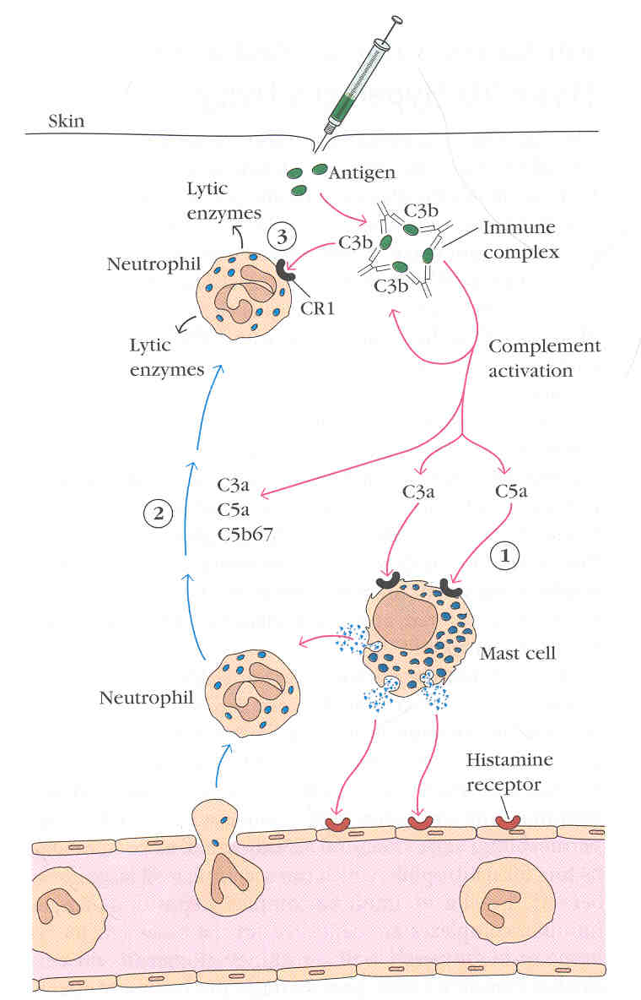 Skin
Antigen
Lytic
enzymes
3
C3b
C3b
Immune
complex
Neutrophil
C3b
CR1
Lytic
enzymes
Complement
activation
C3a
C5a
C5b67
2
C3a
C5a
1
Mast cell
Neutrophil
Histamine
receptor